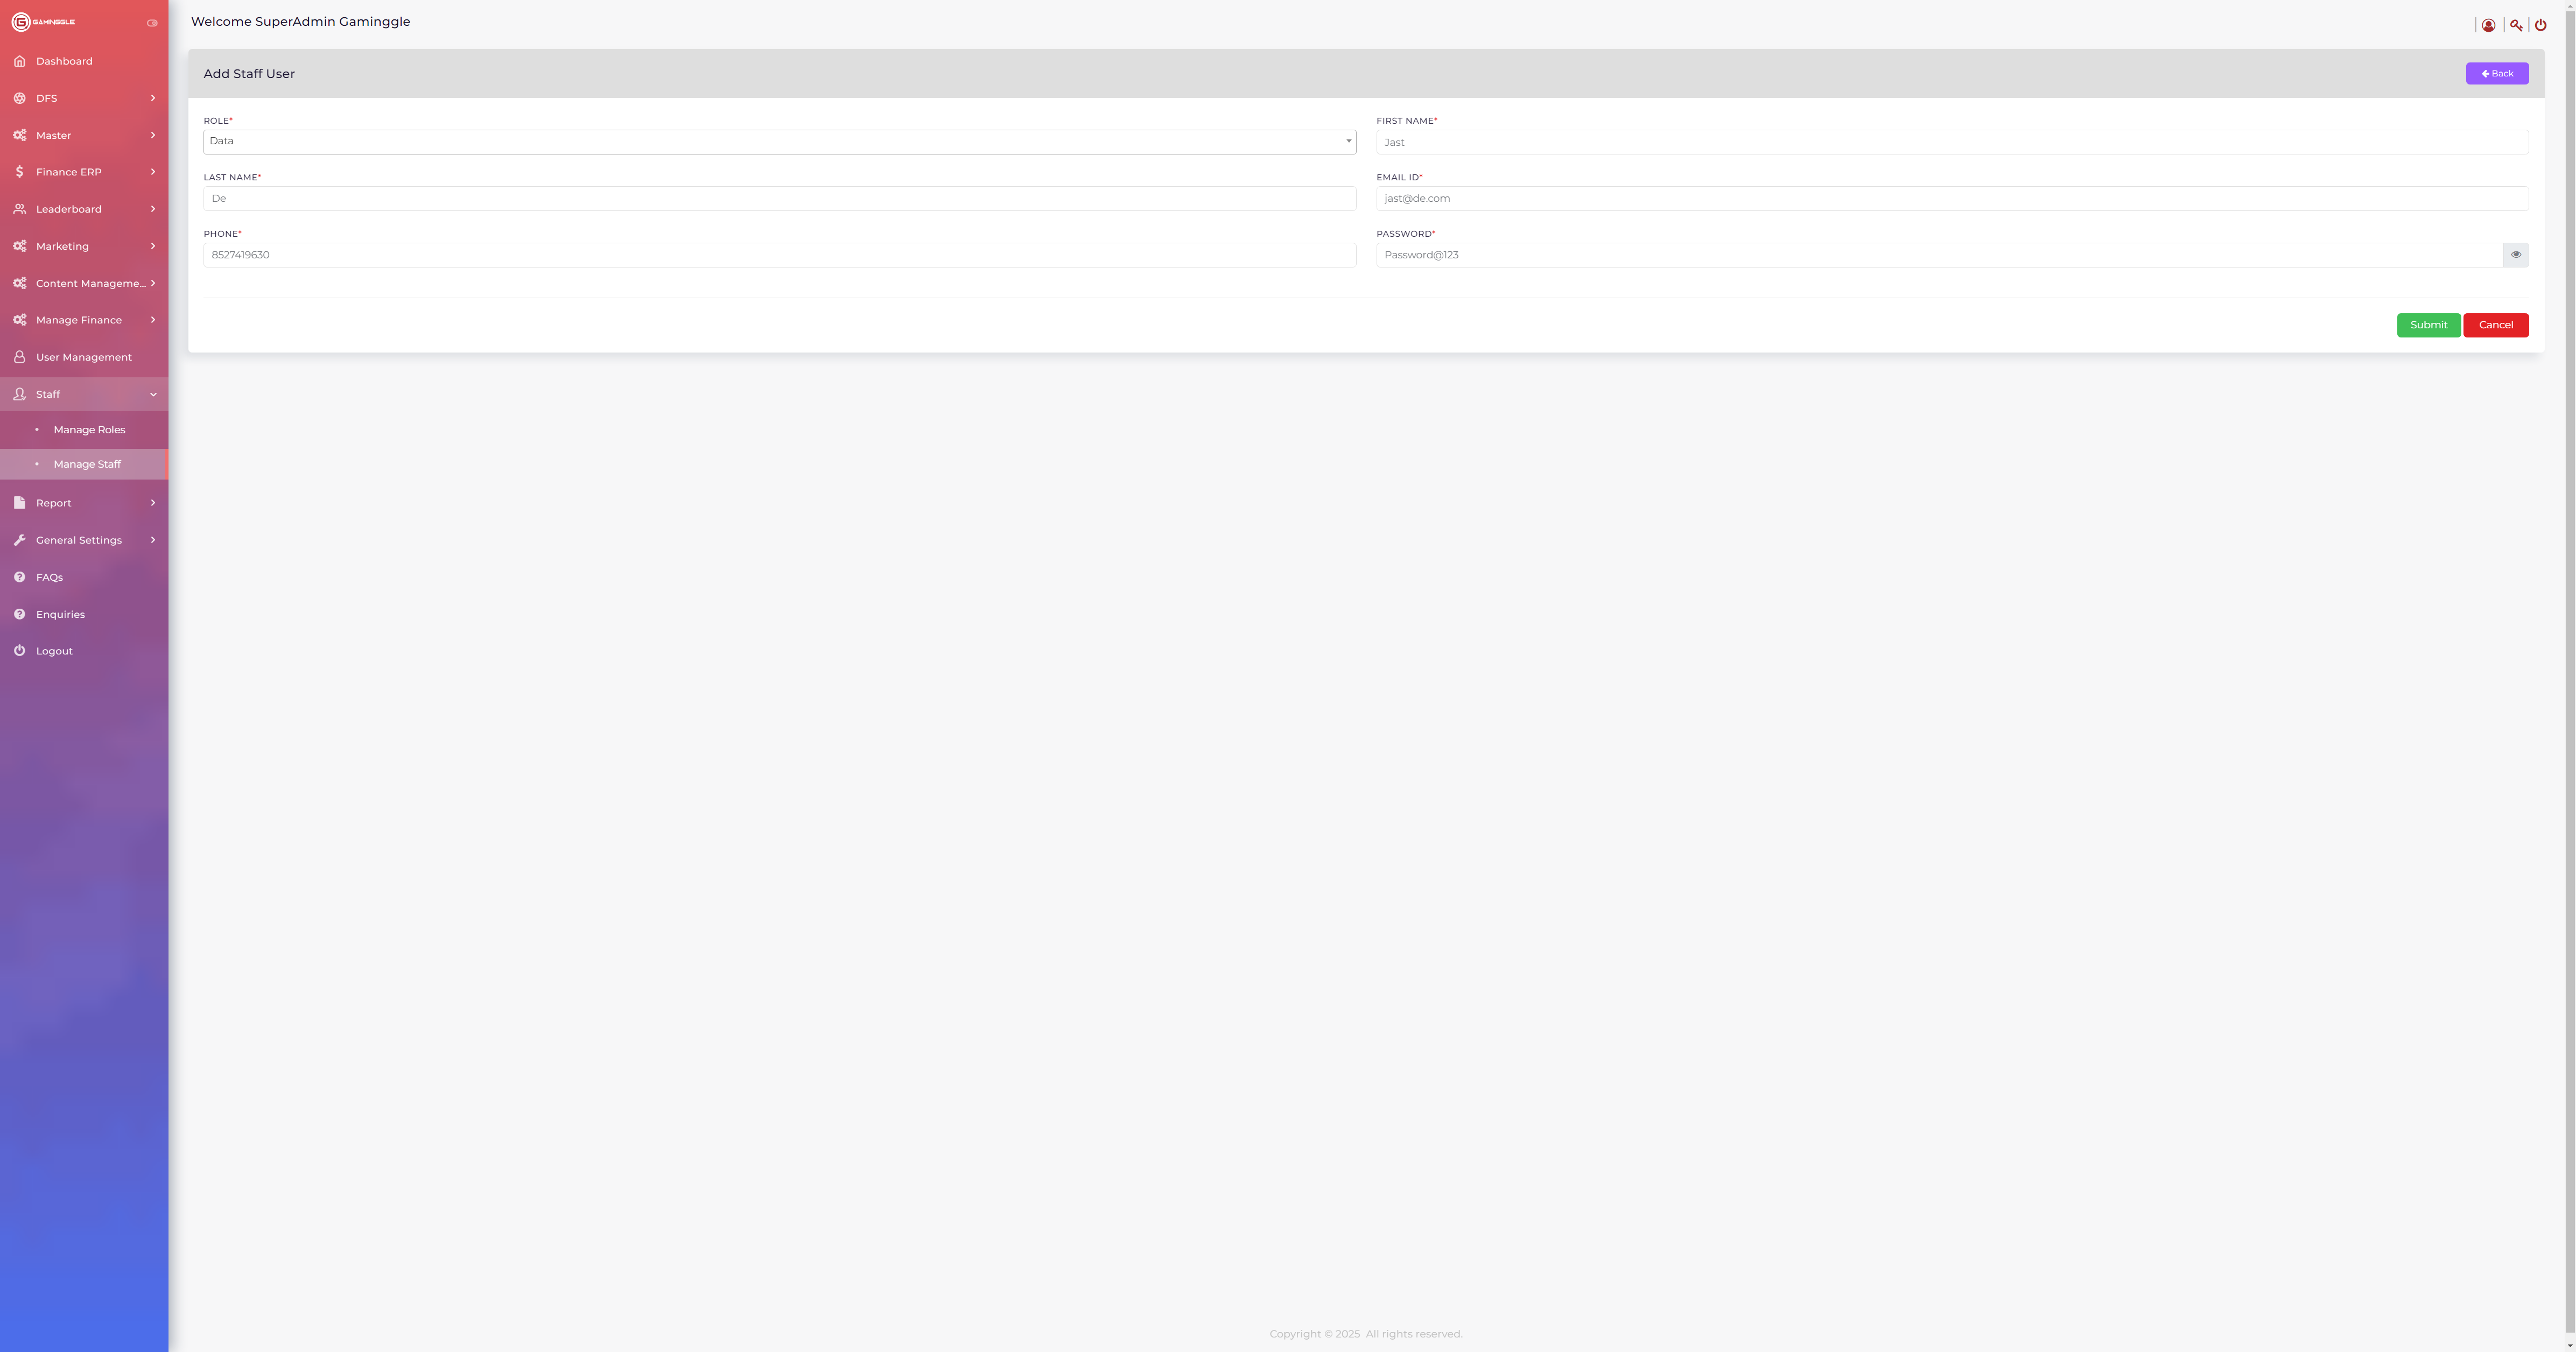 GAMINGGLE
Welcome SuperAdmin Gaminggle
Dashboard
DFS
Master
Finance ERP
Leaderboard
Marketing
Content Manageme...
Manage Finance
User Management
Staff
• Manage Roles
• Manage Staff
Report
General Settings
FAQs
Enquiries
Logout
Add Staff User
Back
ROLE*
Data
FIRST NAME*
Jast
LAST NAME*
De
EMAIL ID*
jast@de.com
PHONE*
8527419630
PASSWORD*
Password@123
Submit Cancel
Copyright © 2025 All rights reserved.